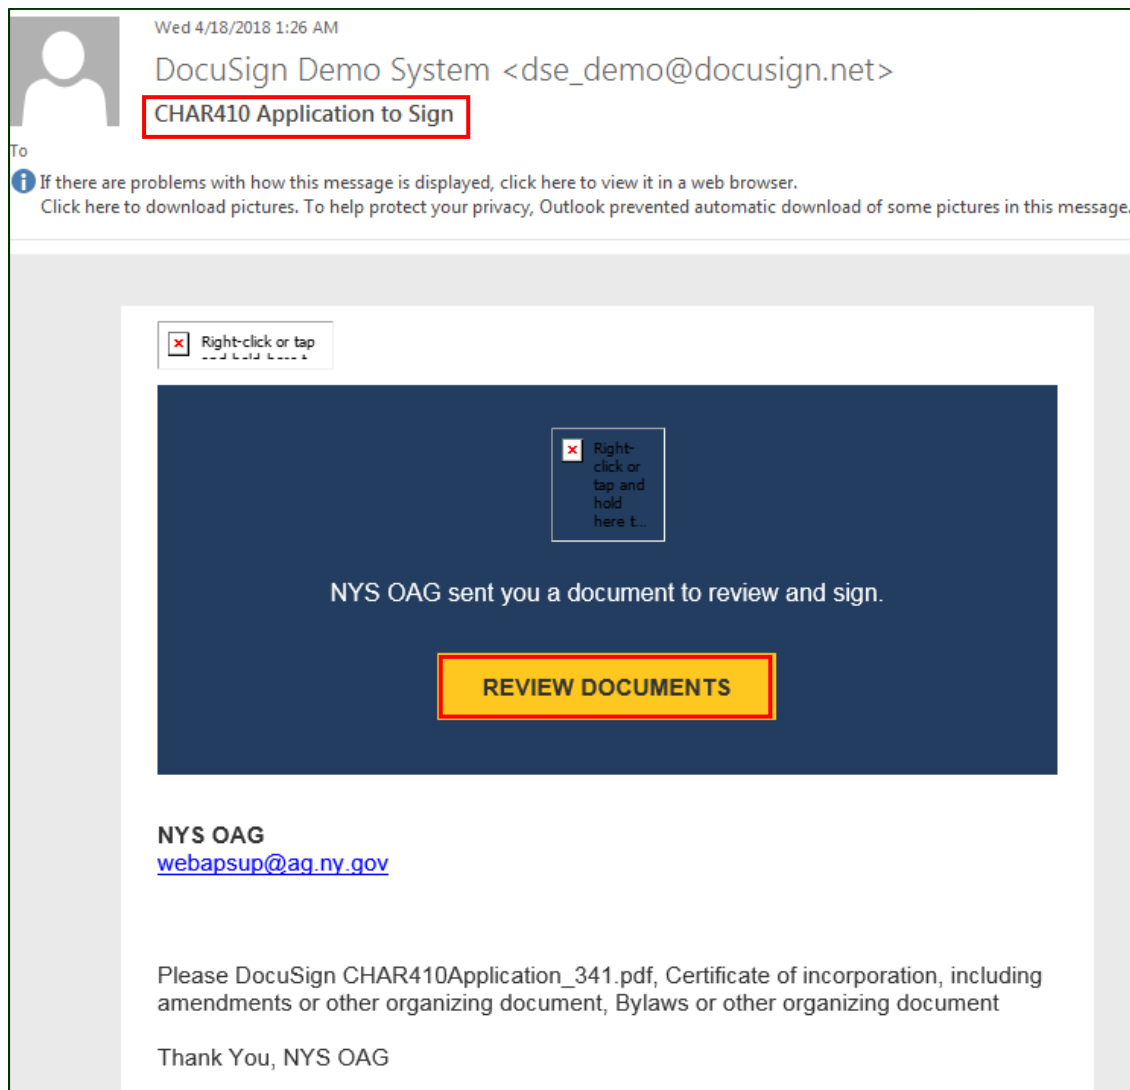 Wed 4/18/2018 1:26 AM
DocuSign Demo System <dse_demo@docusign.net>
CHAR410 Application to Sign
To
If there are problems with how this message is displayed, click here to view it in a web browser.
Click here to download pictures. To help protect your privacy, Outlook prevented automatic download of some pictures in this message.
Right-click or tap
and hold here t
Right-
click or
tap and
hold
here t...
NYS OAG sent you a document to review and sign.
REVIEW DOCUMENTS
NYS OAG
webapsup@ag.ny.gov
Please DocuSign CHAR410Application_341.pdf, Certificate of incorporation, including
amendments or other organizing document, Bylaws or other organizing document
Thank You, NYS OAG